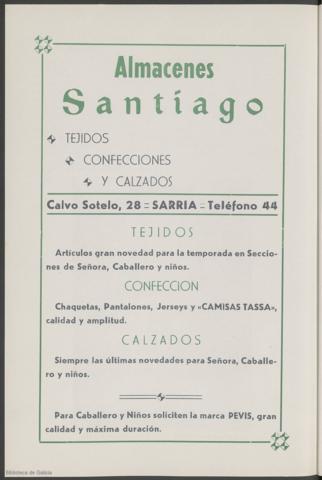 Almacenes
Santiago
TEJIDOS
CONFECCIONES
Y CALZADOS
Calvo Sotelo, 28 - SARRIA - Teléfono 44
TEJIDOS
Artículos gran novedad para la temporada en Seccio-
nes de Señora, Caballero y niños.
CONFECCION
Chaquetas, Pantalones, Jerseys y «CAMISAS TASSA»,
calidad y amplitud.
CALZADOS
Siempre las últimas novedades para Señora, Caballe-
ro y niños.
Para Caballero y Niños soliciten la marca PEVIS, gran
calidad y máxima duración.
Biblioteca de Galicia